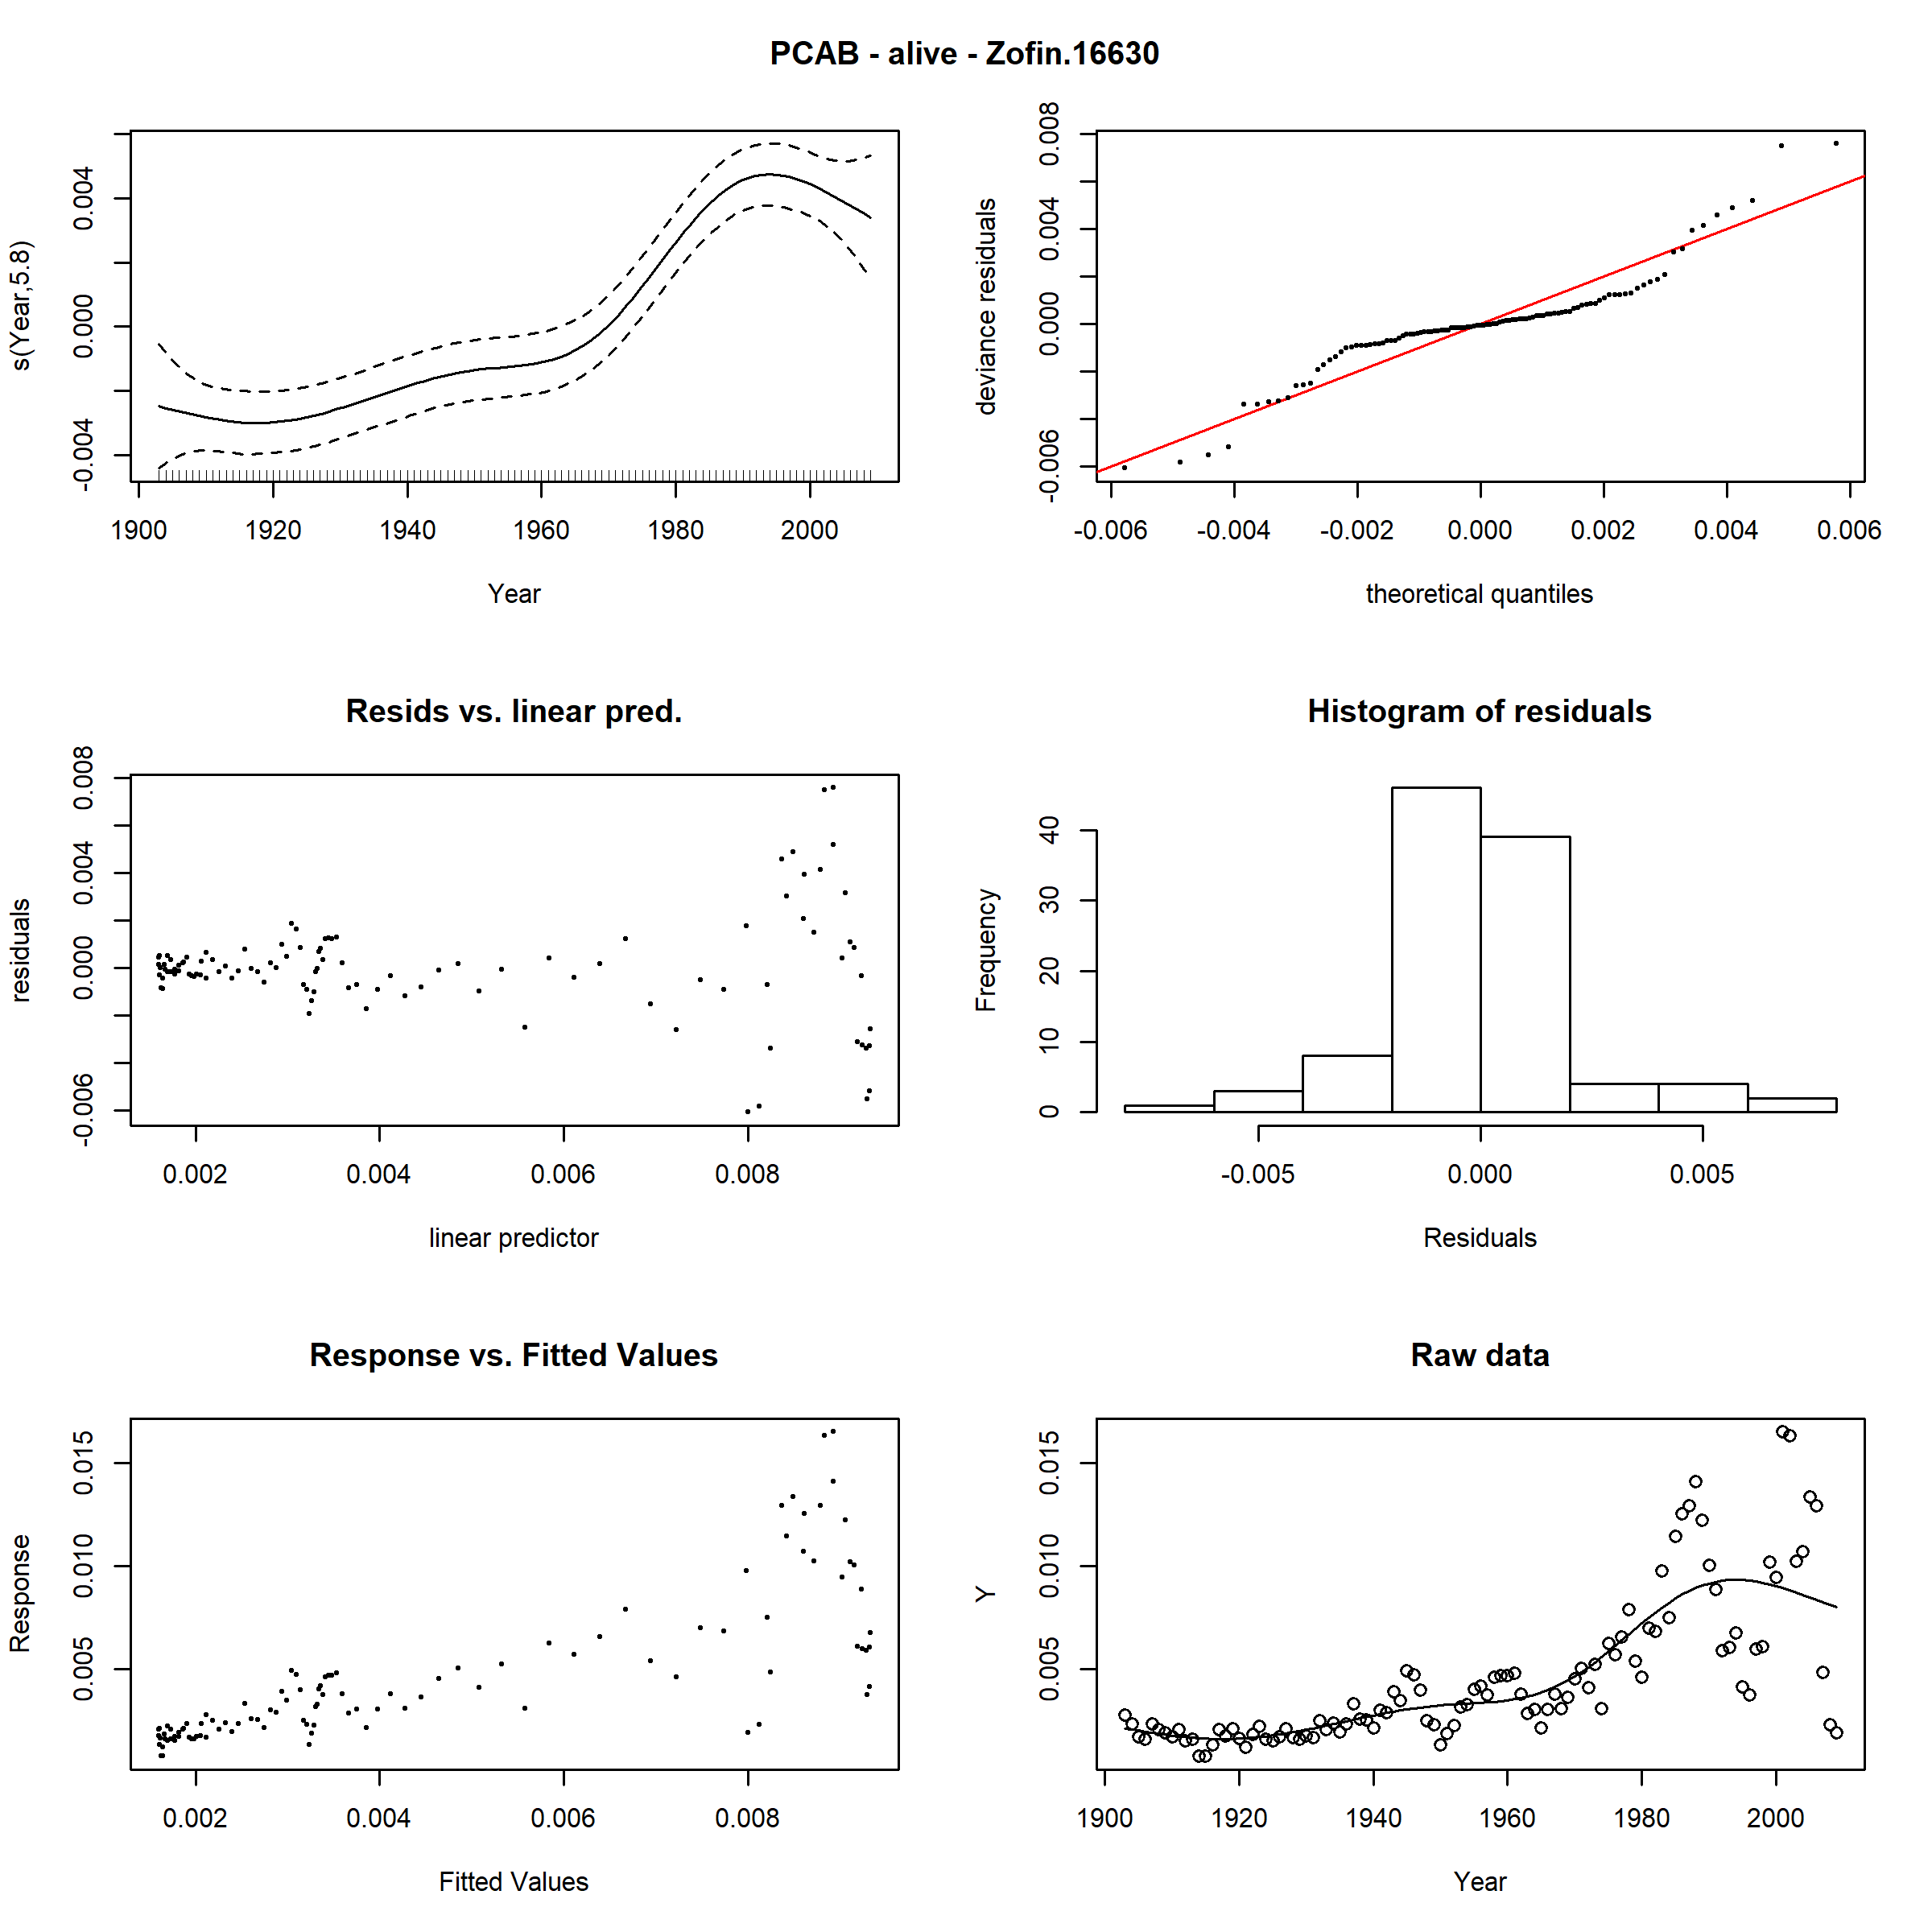 PCAB - alive - Zofin.16630
s(Year,5.8)
-0.004 0.000 0.004
1900 1920 1940 1960 1980 2000
Year
deviance residuals
-0.006 0.000 0.004 0.008
-0.006 -0.004 -0.002 0.000 0.002 0.004 0.006
theoretical quantiles
Resids vs. linear pred.
residuals
-0.006 0.000 0.004 0.008
0.002 0.004 0.006 0.008
linear predictor
Histogram of residuals
Frequency
0 10 20 30 40
-0.005 0.000 0.005
Residuals
Response vs. Fitted Values
Response
0.005 0.010 0.015
0.002 0.004 0.006 0.008
Fitted Values
Raw data
Y
0.005 0.010 0.015
1900 1920 1940 1960 1980 2000
Year